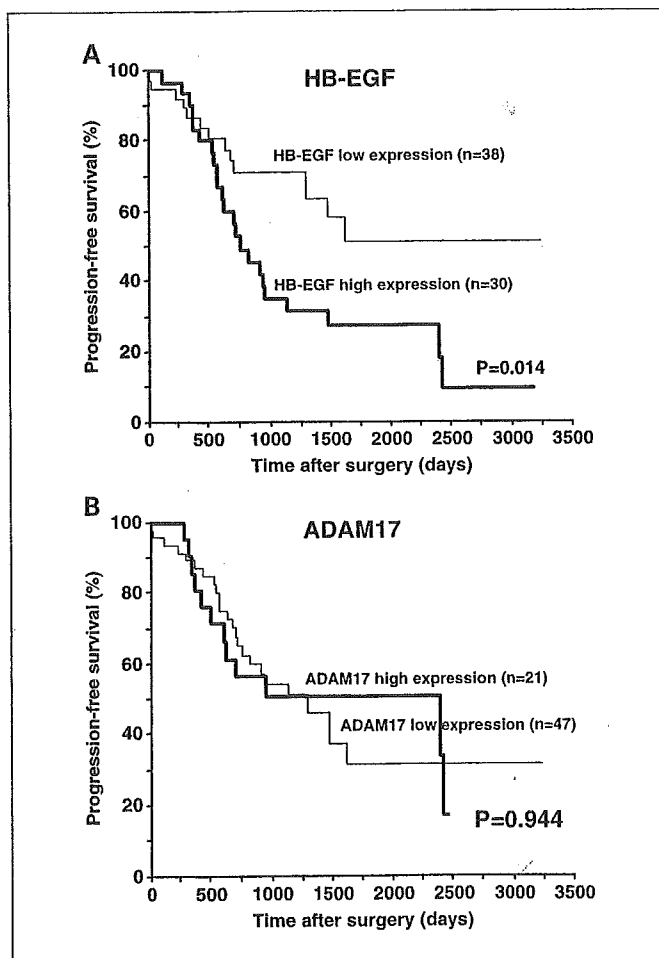 A
HB-EGF
100
80
60
40
20
0
Progression-free survival (%)
HB-EGF low expression (n=38)
HB-EGF high expression (n=30)
P=0.014
0 500 1000 1500 2000 2500 3000 3500
Time after surgery (days)
B
ADAM17
100
80
60
40
20
0
Progression-free survival (%)
ADAM17 high expression (n=21)
ADAM17 low expression (n=47)
P=0.944
0 500 1000 1500 2000 2500 3000 3500
Time after surgery (days)